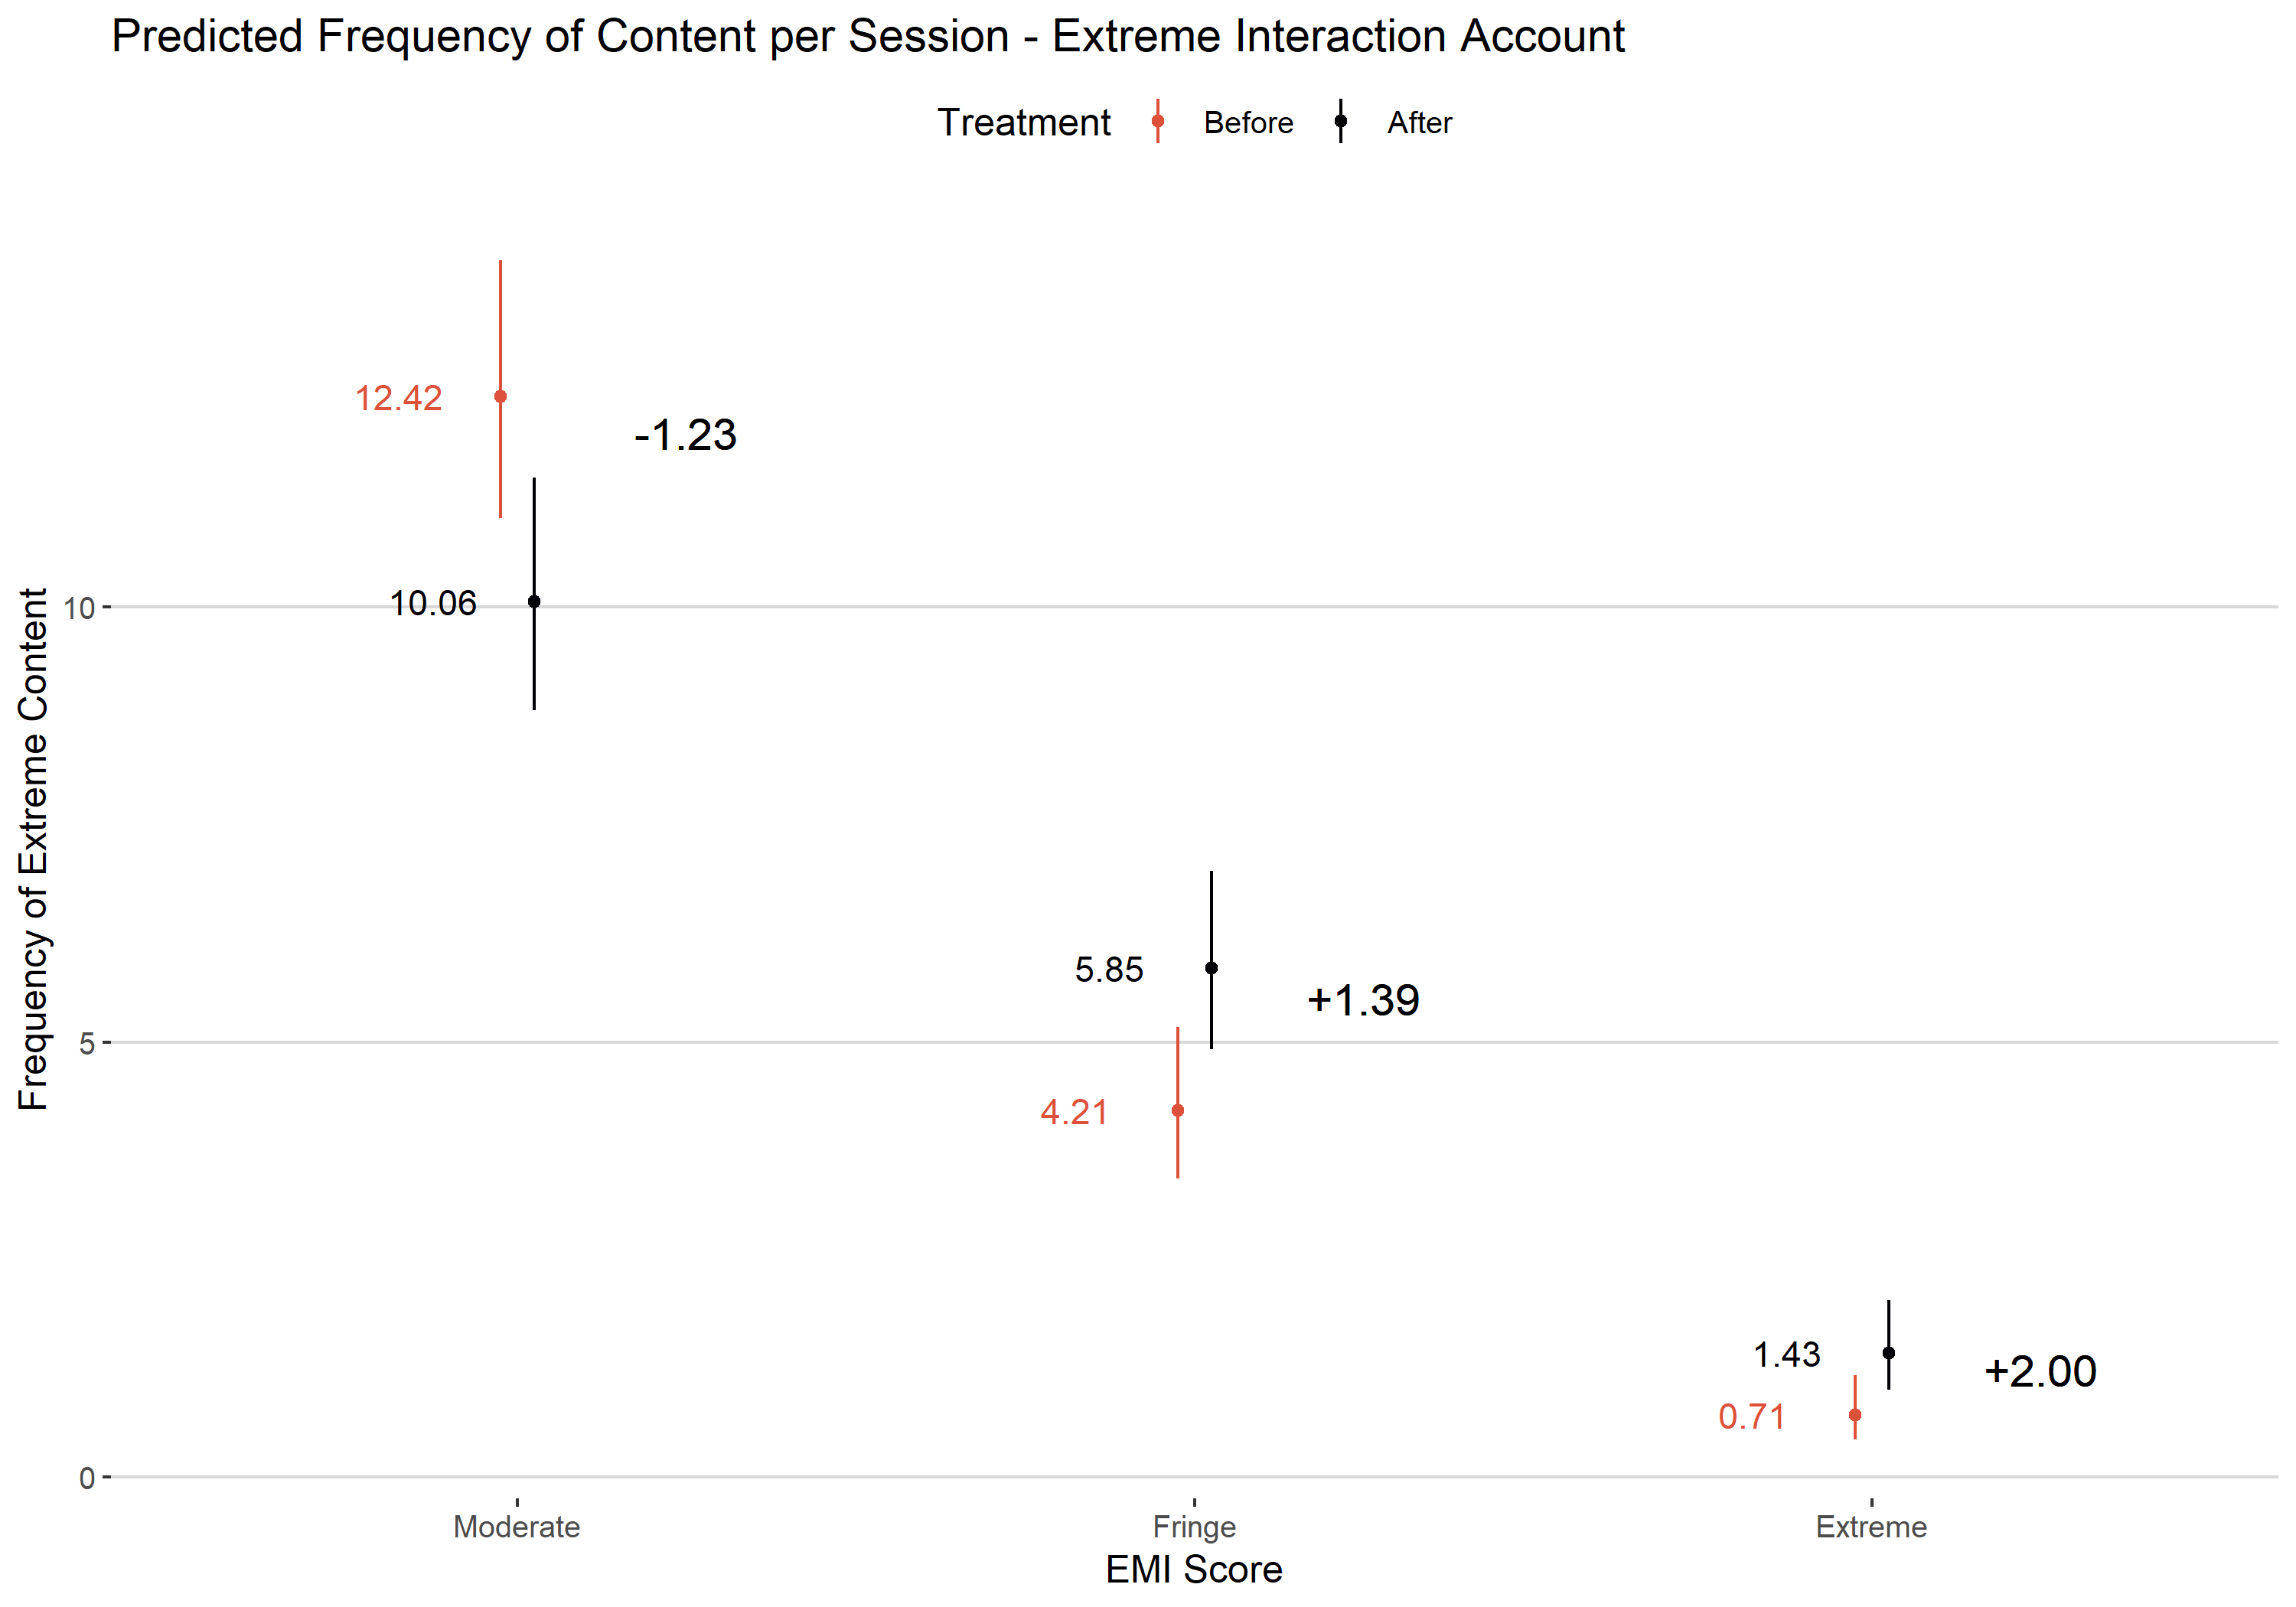 Predicted Frequency of Content per Session - Extreme Interaction Account
Treatment Before After
12.42
-1.23
10.06
10
5.85
+1.39
5
4.21
1.43
+2.00
0.71
0
Moderate Fringe Extreme
EMI Score
Frequency of Extreme Content